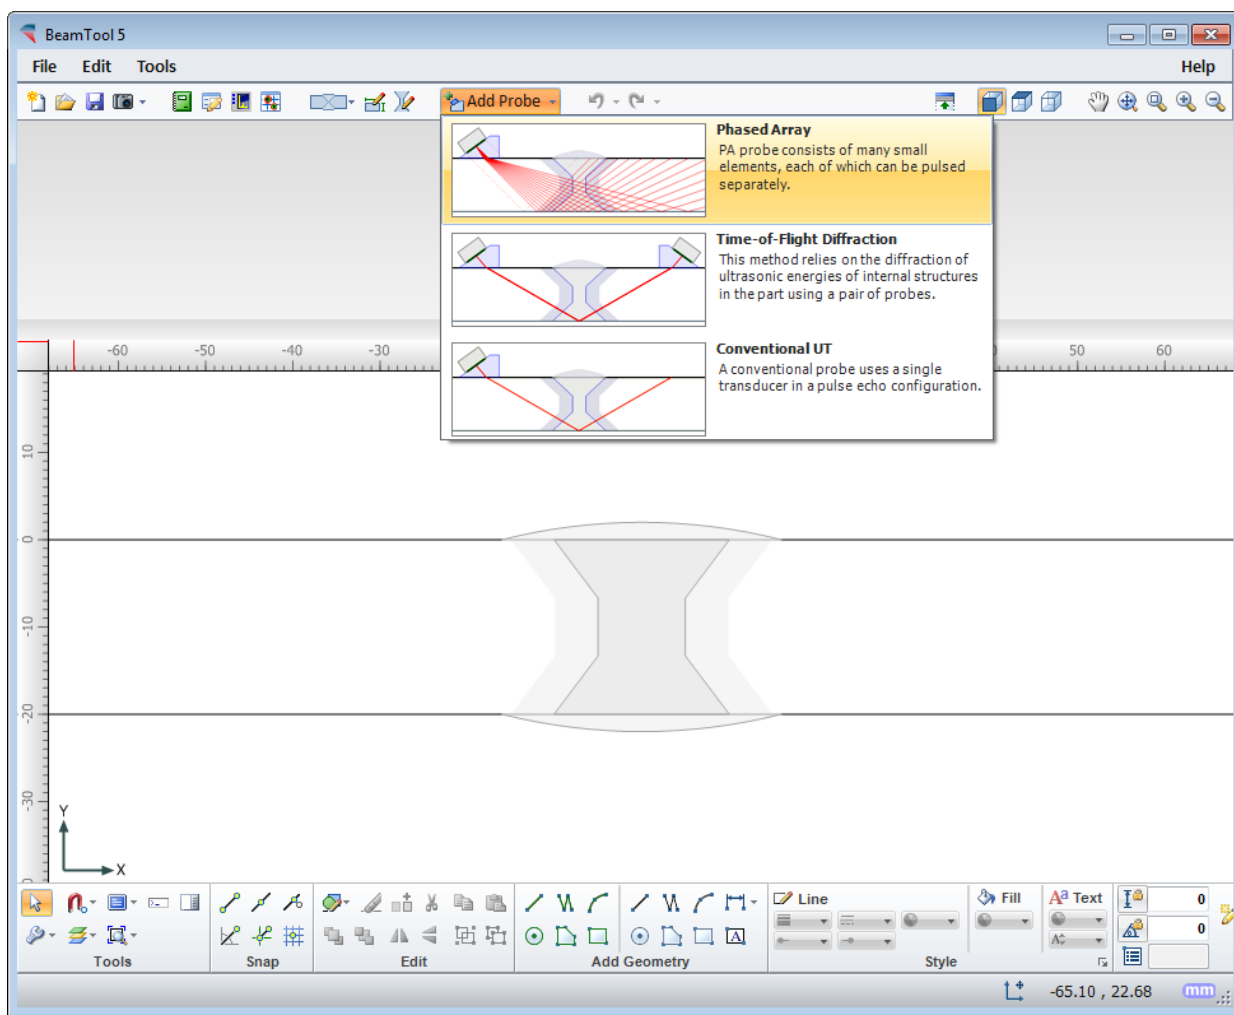 BeamTool 5
File Edit Tools Help
Add Probe
Phased Array
PA probe consists of many small
elements, each of which can be pulsed
separately.
Time-of-Flight Diffraction
This method relies on the diffraction of
ultrasonic energies of internal structures
in the part using a pair of probes.
Conventional UT
A conventional probe uses a single
transducer in a pulse echo configuration.
-60 -50 -40 -30 50 60
10
0
-10
-20
-30
Y
X
Line Fill Aa Text 0
A 0
Tools Snap Edit Add Geometry Style
-65.10 , 22.68 mm